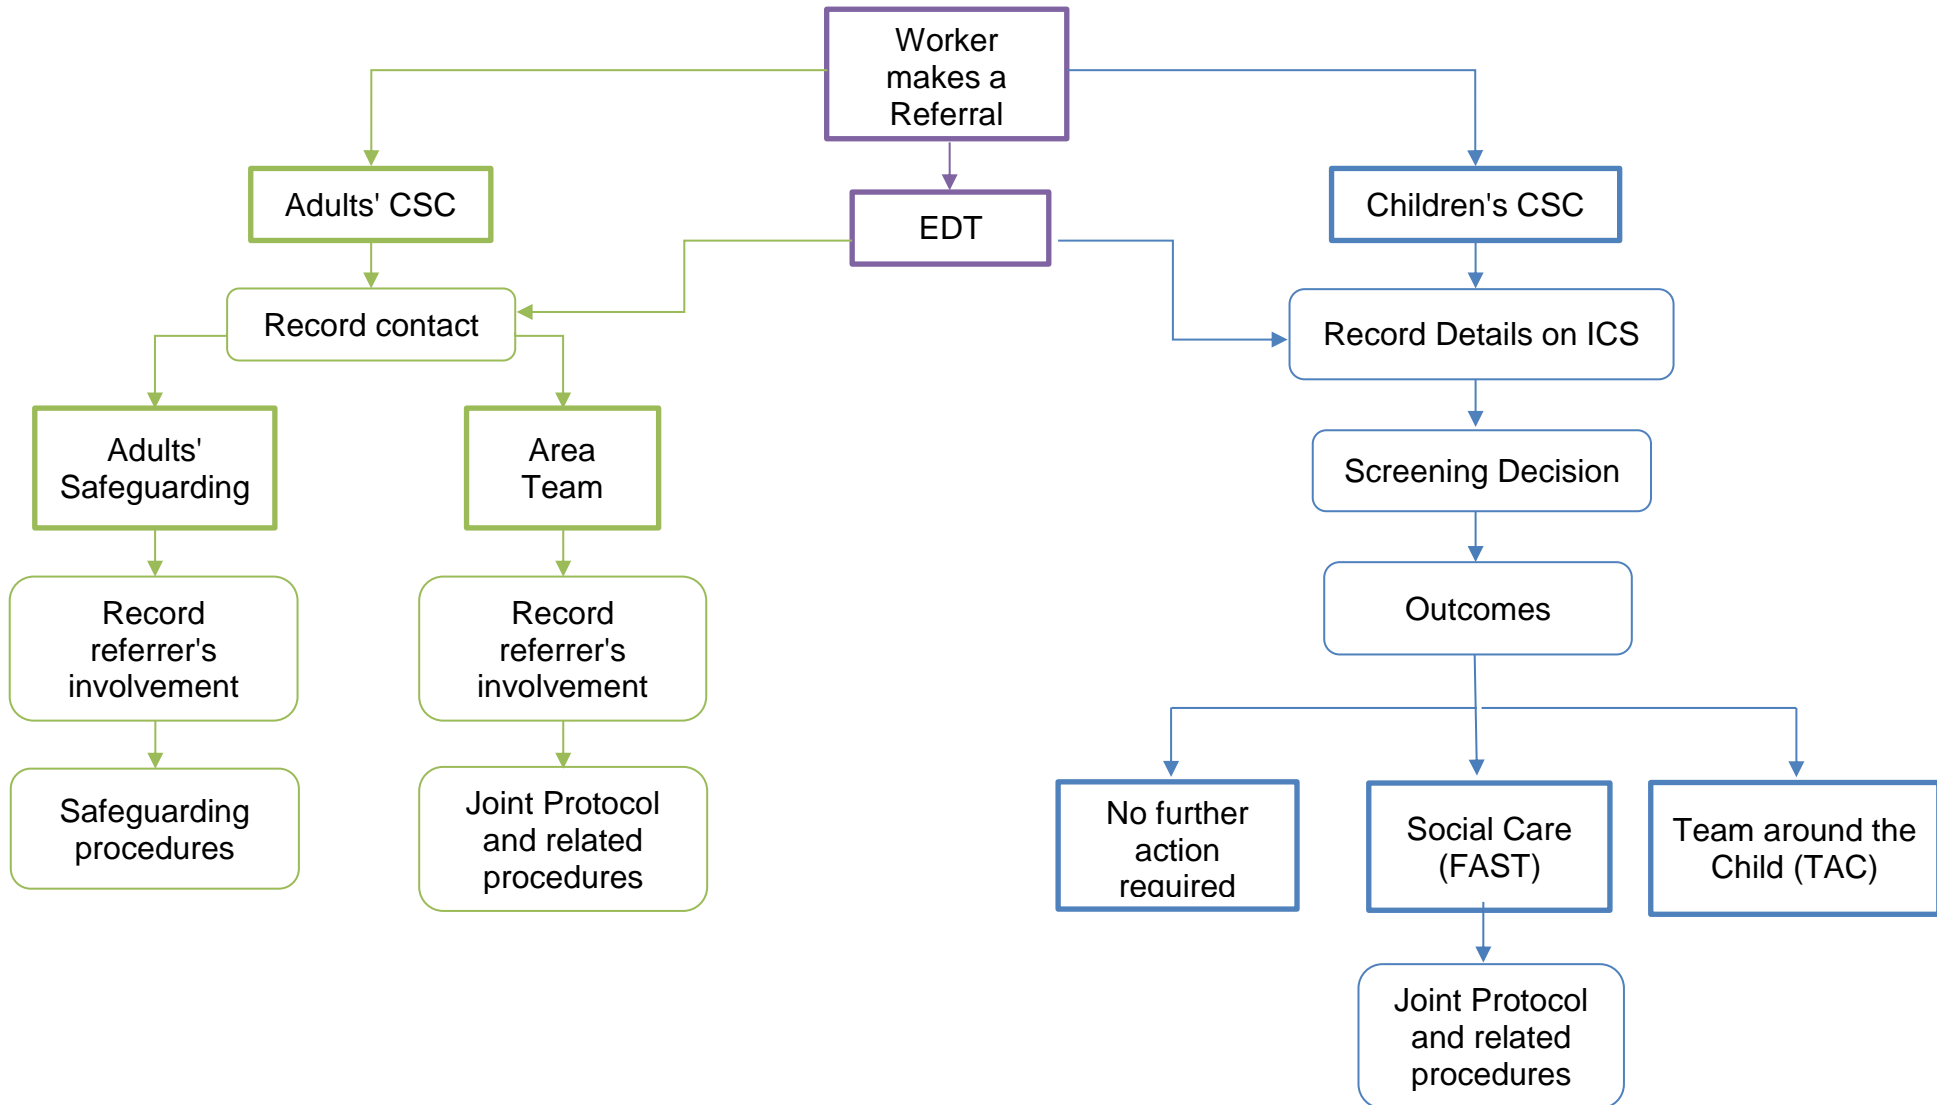 Worker
makes a
Referral
Adults' CSC
EDT
Children's CSC
Record contact
Record Details on ICS
Adults'
Safeguarding
Area
Team
Screening Decision
Record
referrer's
involvement
Record
referrer's
involvement
Outcomes
Safeguarding
procedures
Joint Protocol
and related
procedures
No further
action
required
Social Care
(FAST)
Team around the
Child (TAC)
Joint Protocol
and related
procedures